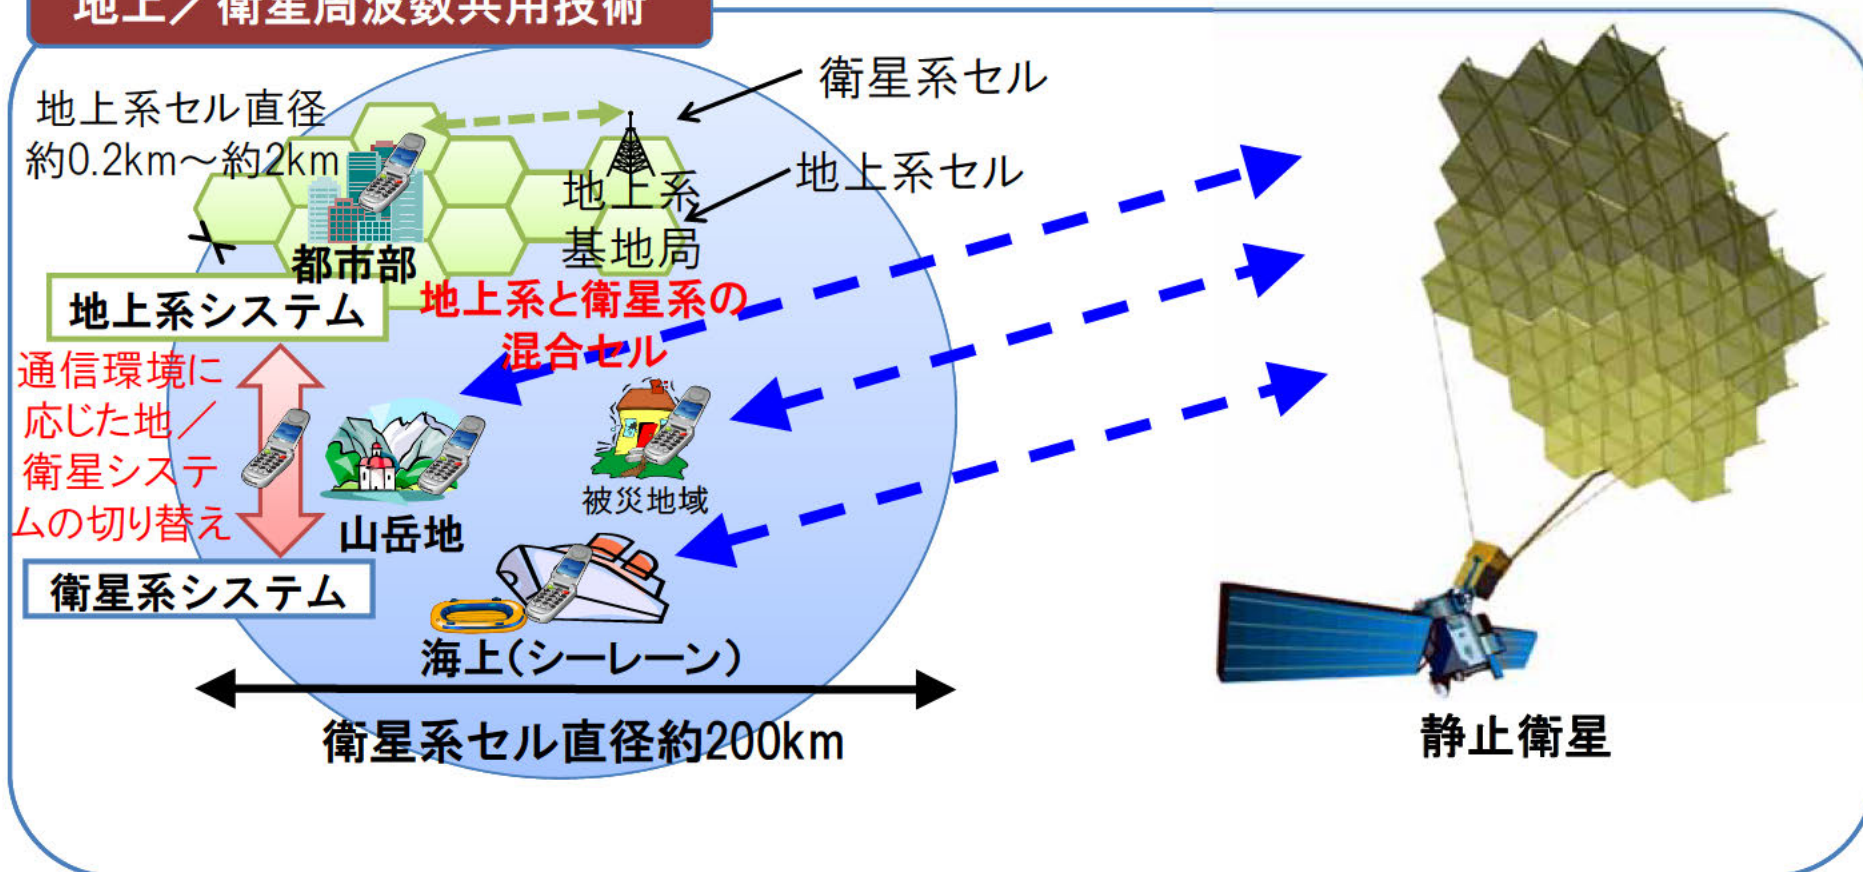 地上／衛星周波数共用技術
地上系セル直径
約0.2km～約2km
衛星系セル
地上系セル
地上系
基地局
都市部
地上系システム
地上系と衛星系の
混合セル
通信環境に
応じた地／
衛星システ
ムの切り替え
山岳地
被災地域
衛星系システム
海上（シーレーン）
衛星系セル直径約200km
静止衛星